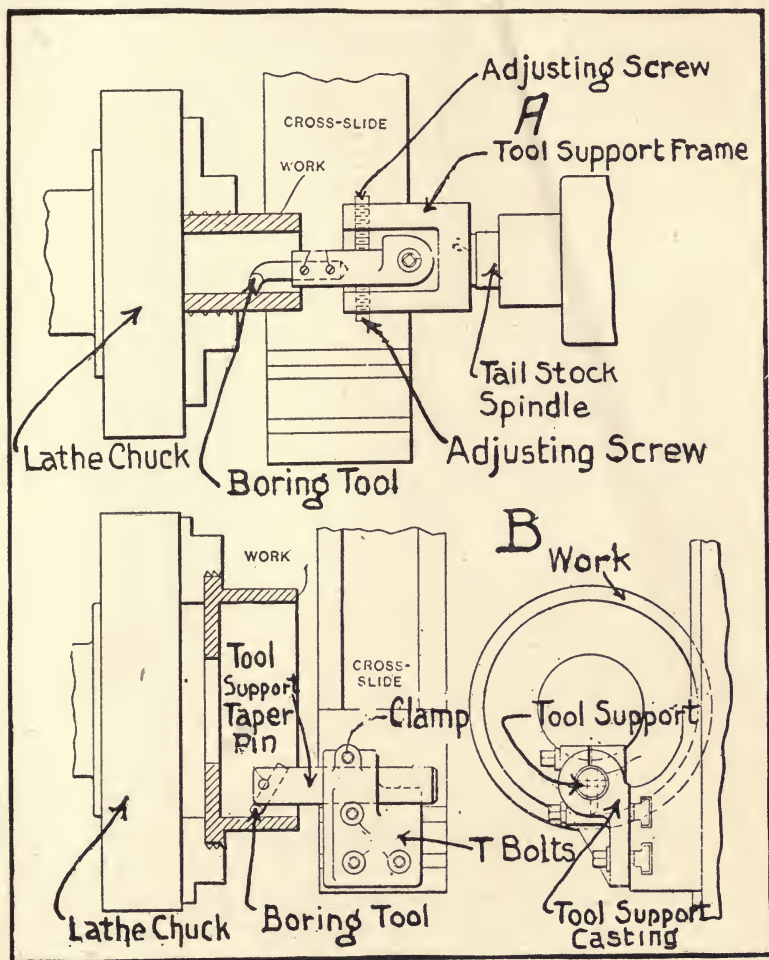 Adjusting Screw
A
CROSS-SLIDE
Tool Support Frame
WORK
Tail Stock
Spindle
Lathe Chuck
Adjusting Screw
Boring Tool
B
WORK
Work
Tool
Support
Taper
Pin
CROSS-
SLIDE
Clamp
Tool Support
T Bolts
Boring Tool
Lathe Chuck
Tool Support
Casting